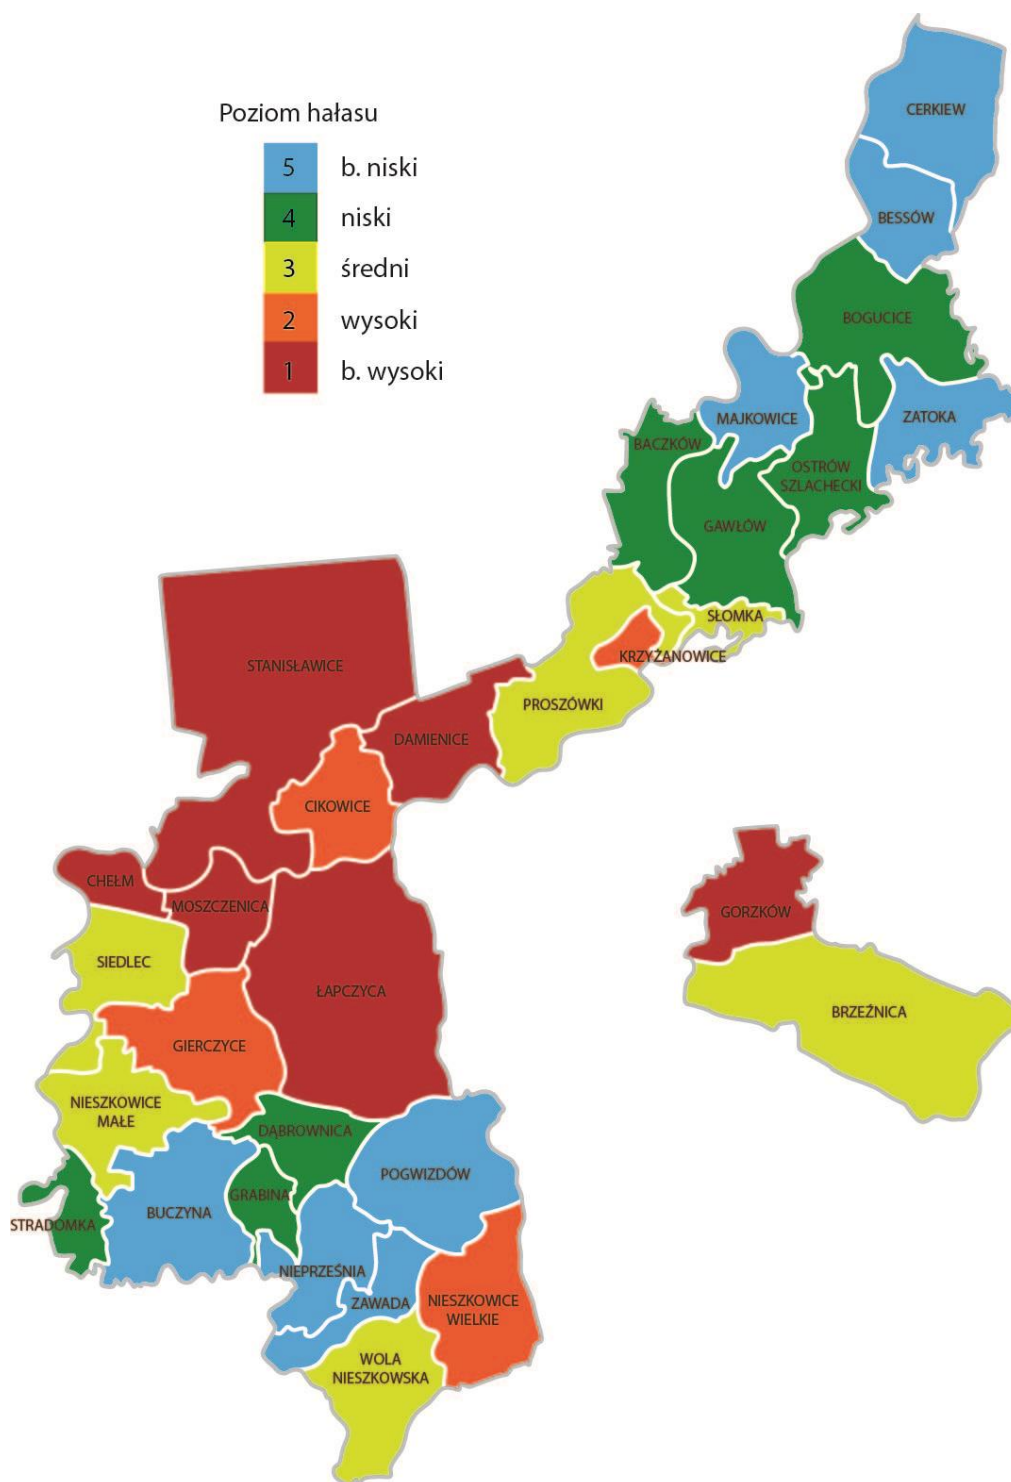 Poziom hałasu
5 b. niski
4 niski
3 średni
2 wysoki
1 b. wysoki
CERKIEW
BESSÓW
BOGUCICE
MAJKOWICE
ZATOKA
BACZKÓW
OSTRÓW
SZLACHECKI
GAWŁÓW
SŁOMKA
KRZYŻANOWICE
STANISŁAWICE
PROSZÓWKI
DAMIENICE
CIKOWICE
CHEŁM
MOSZCZENICA
GORZKÓW
SIEDLEC
ŁAPCZYCA
BRZEŹNICA
GIERCZYCE
NIESZKOWICE
MAŁE
DĄBROWNICA
POGWIZDÓW
GRABINA
BUCZYNA
STRADOMKA
NIEPRZEŚNIA
ZAWADA
NIESZKOWICE
WIELKIE
WOLA
NIESZKOWSKA